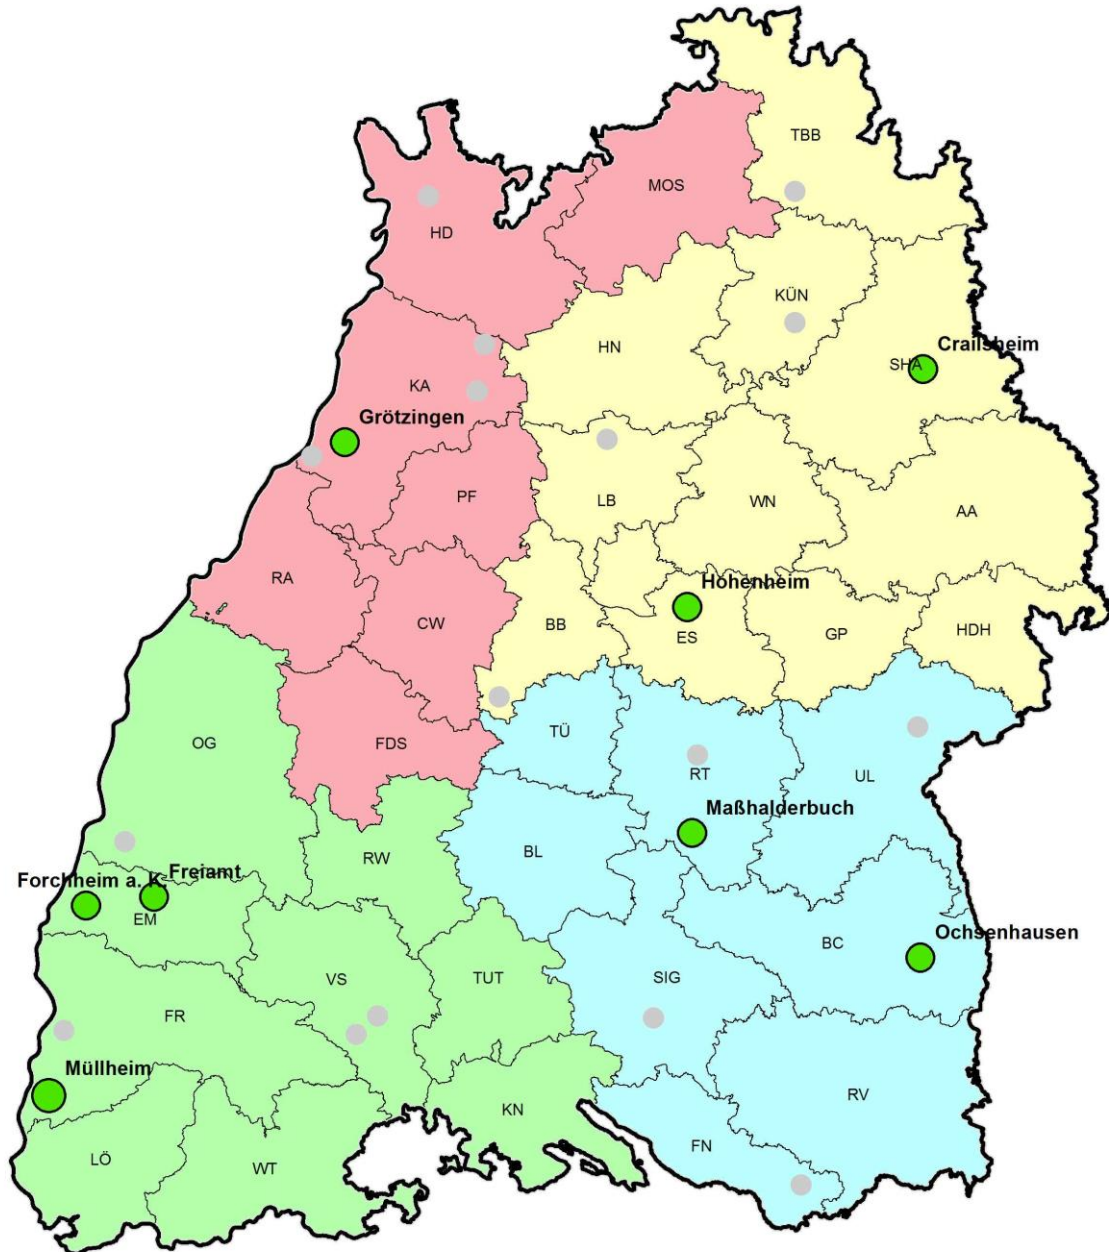 TBB
MOS
HD
KÜN
HN
Crailsheim
SHA
KA
Grötzingen
PF
LB
WN
AA
RA
Hohenheim
CW
BB
ES
GP
HDH
OG
FDS
TÜ
RT
UL
Maßhalderbuch
RW
BL
Forchheim a. K.
Freiamt
EM
BC
Ochsenhausen
VS
TUT
SIG
FR
Müllheim
KN
RV
FN
LÖ
WT